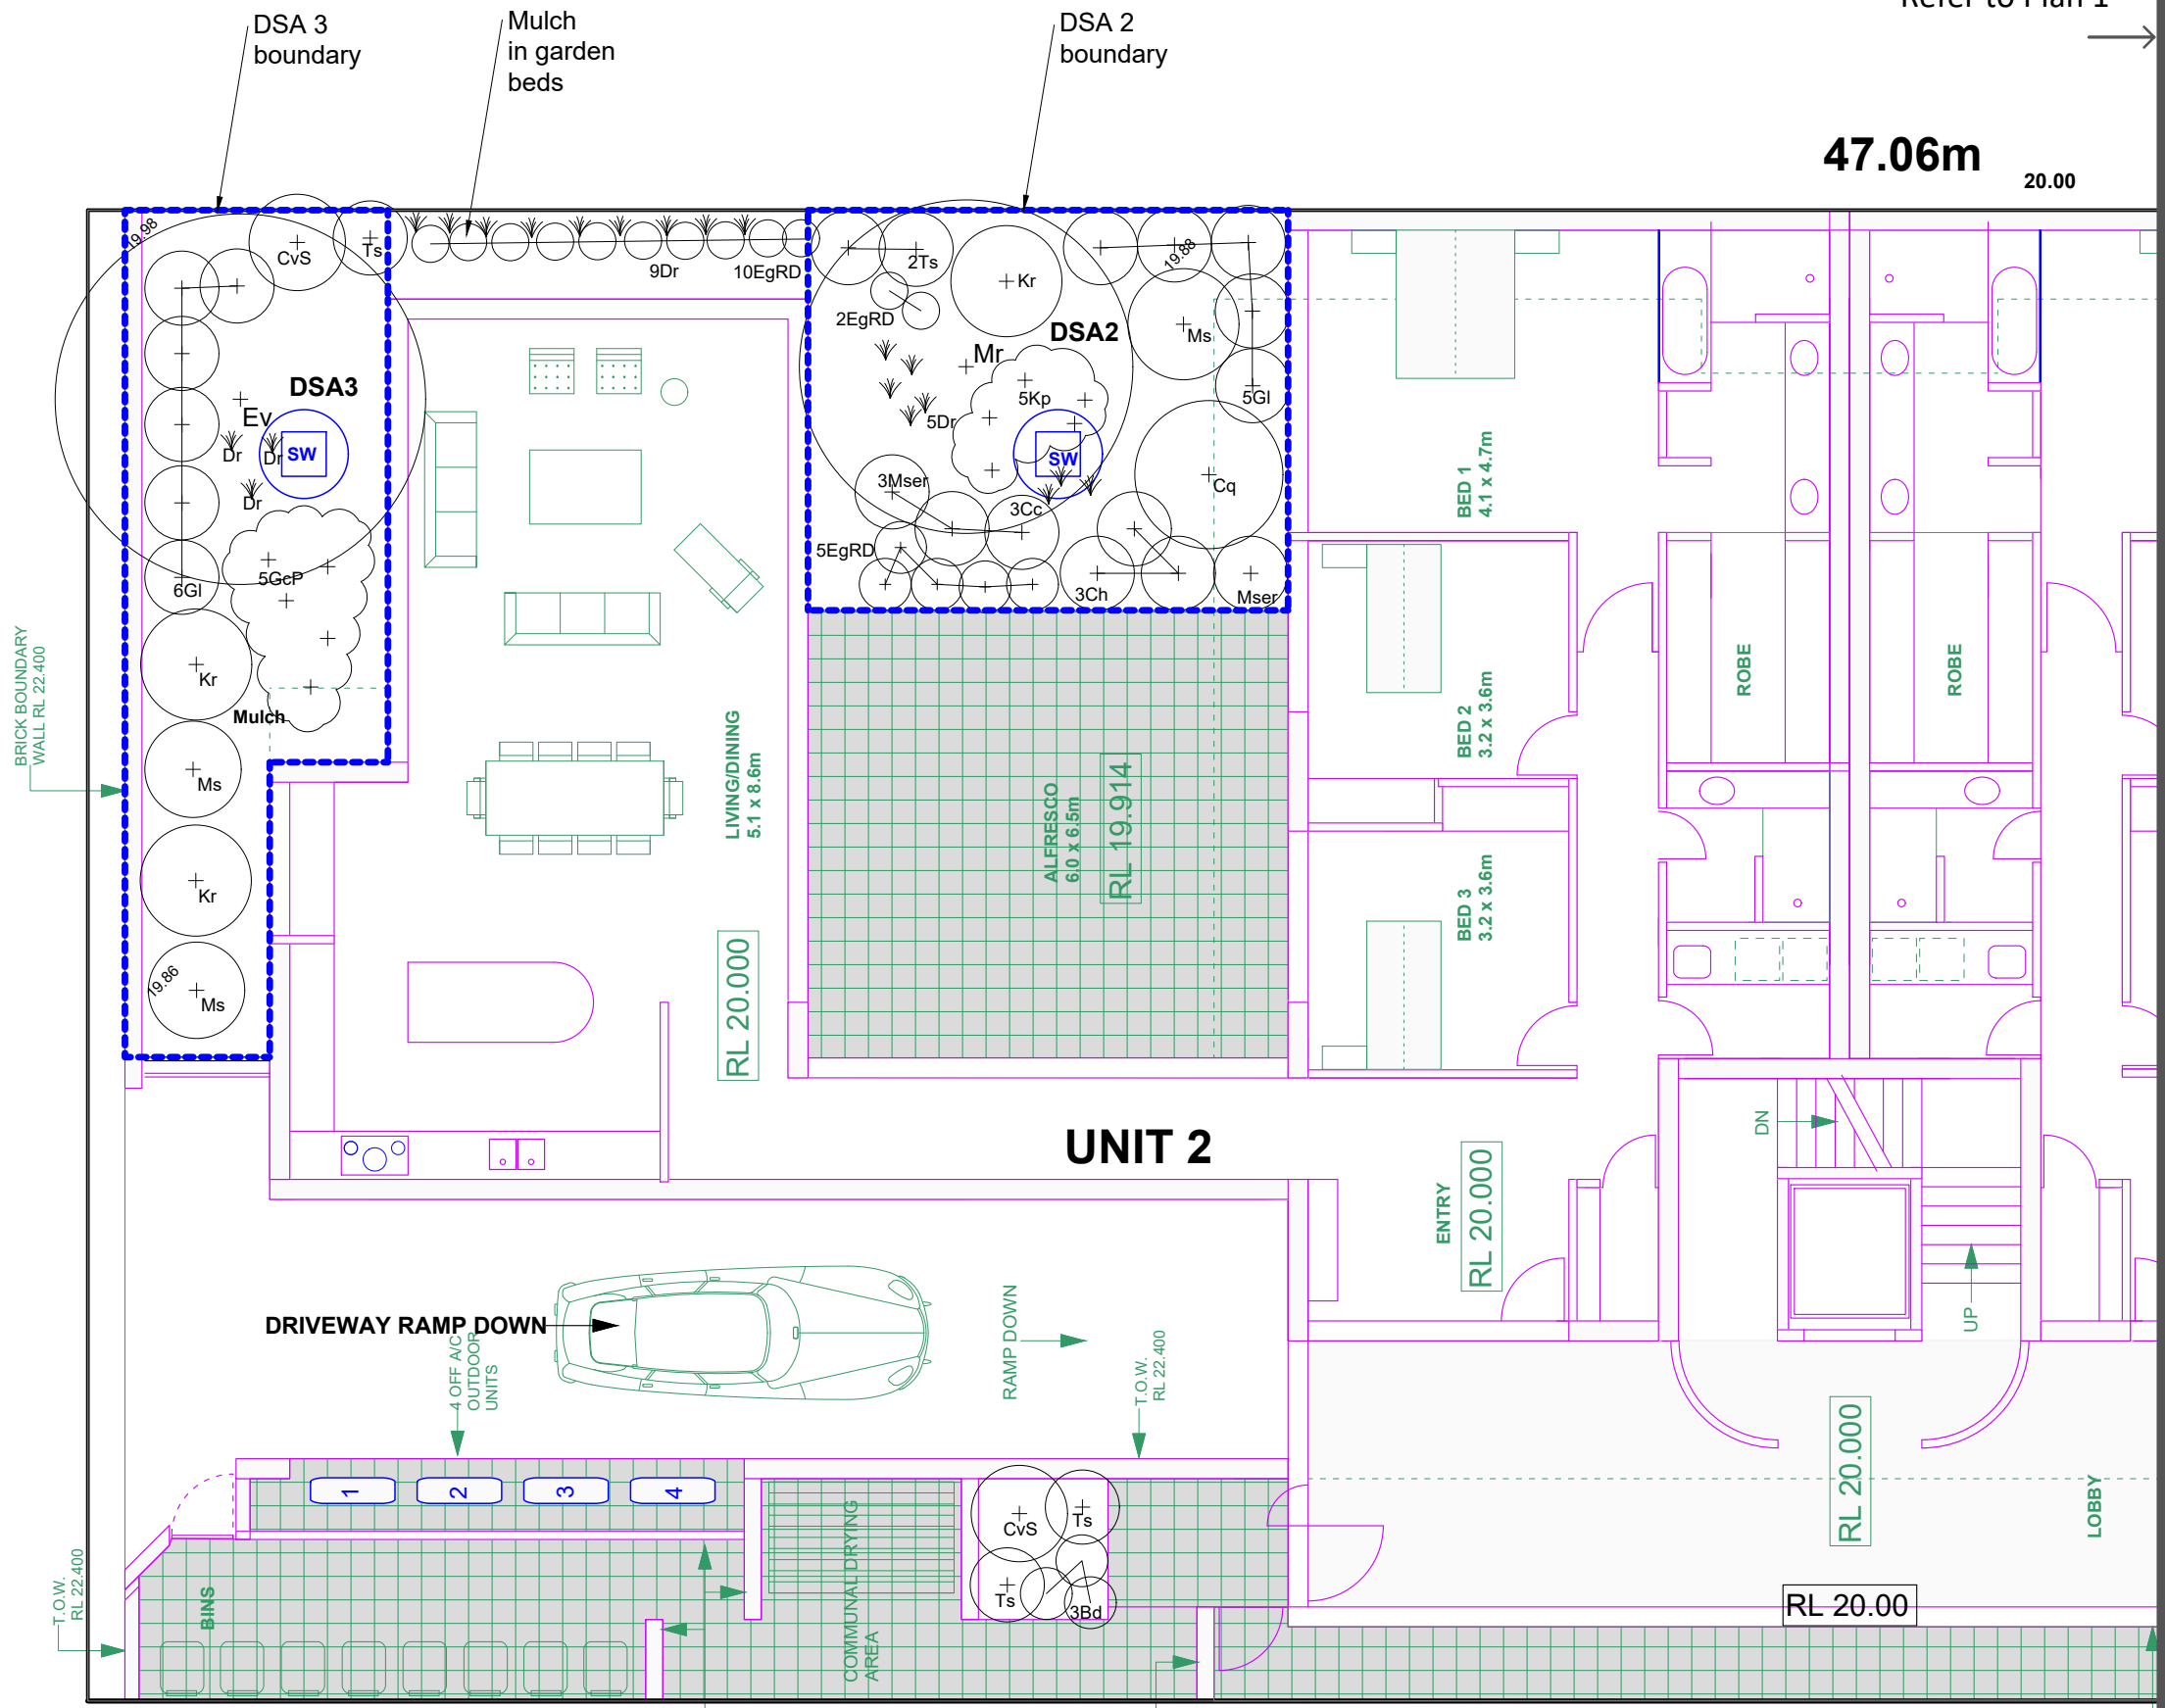 DSA 3
boundary
Mulch
in garden
beds
DSA 2
boundary
47.06m
20.00
19.98
CvS
Ts
9Dr
10EgRD
2Ts
Kr
19.88
2EgRD
DSA2
Ms
Mr
5Kp
5Gl
DSA3
Ev
5Dr
Dr
Dr
SW
SW
Dr
3Mser
3Cc
Cq
5EgRD
5GcP
6Gl
3Ch
Mser
BED 1
4.1 x 4.7m
BRICK BOUNDARY
WALL RL 22.400
Kr
Mulch
Ms
Kr
19.86
Ms
LIVING/DINING
5.1 x 8.6m
RL 20.000
ALFRESCO
6.0 x 6.5m
RL 19.914
BED 2
3.2 x 3.6m
BED 3
3.2 x 3.6m
ROBE
ROBE
UNIT 2
DN
ENTRY
RL 20.000
UP
DRIVEWAY RAMP DOWN
4 OFF A/C
OUTDOOR
UNITS
RAMP DOWN
T.O.W.
RL 22.400
1
2
3
4
CvS
Ts
Ts
3Bd
COMMUNAL DRYING
AREA
T.O.W.
RL 22.400
BINS
RL 20.000
LOBBY
RL 20.00